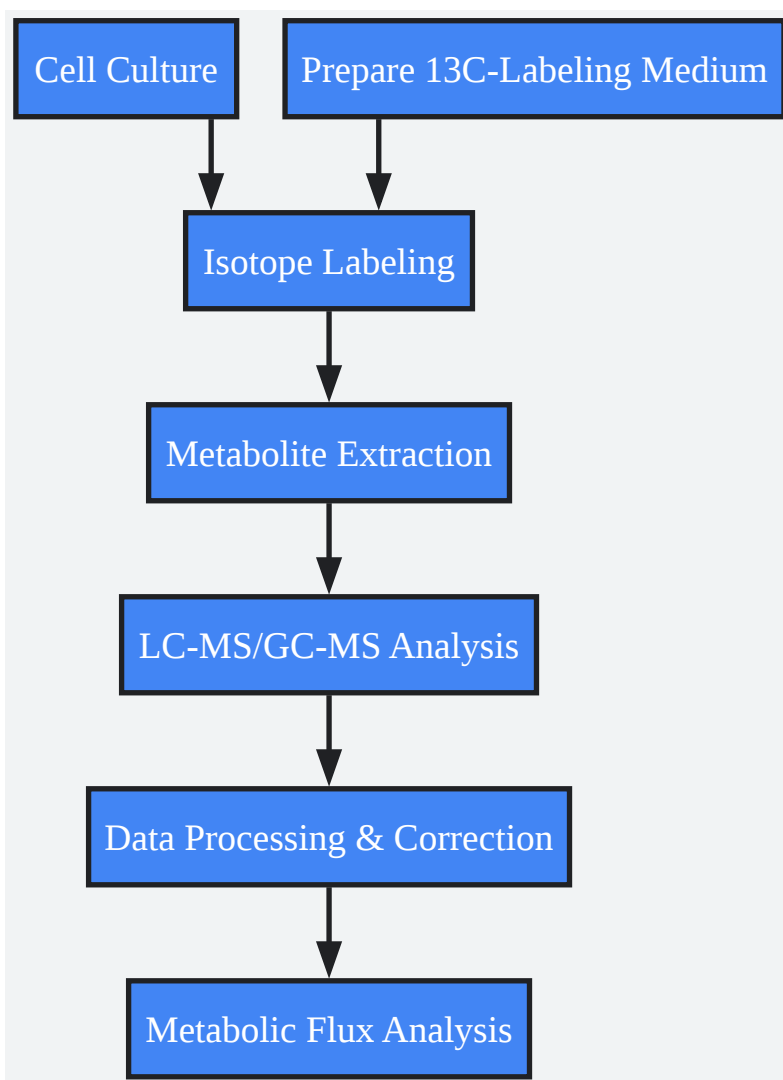 Cell Culture
Prepare 13C-Labeling Medium
Isotope Labeling
Metabolite Extraction
LC-MS/GC-MS Analysis
Data Processing & Correction
Metabolic Flux Analysis